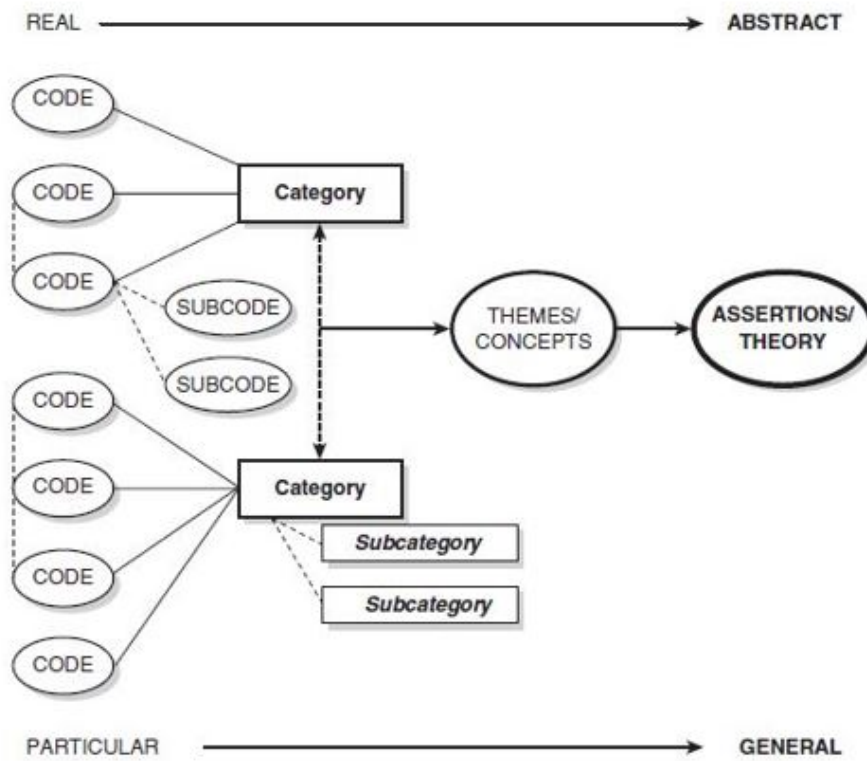 REAL
ABSTRACT
CODE
CODE
Category
CODE
SUBCODE
SUBCODE
THEMES/
CONCEPTS
ASSERTIONS/
THEORY
CODE
CODE
Category
CODE
Subcategory
Subcategory
CODE
PARTICULAR
GENERAL